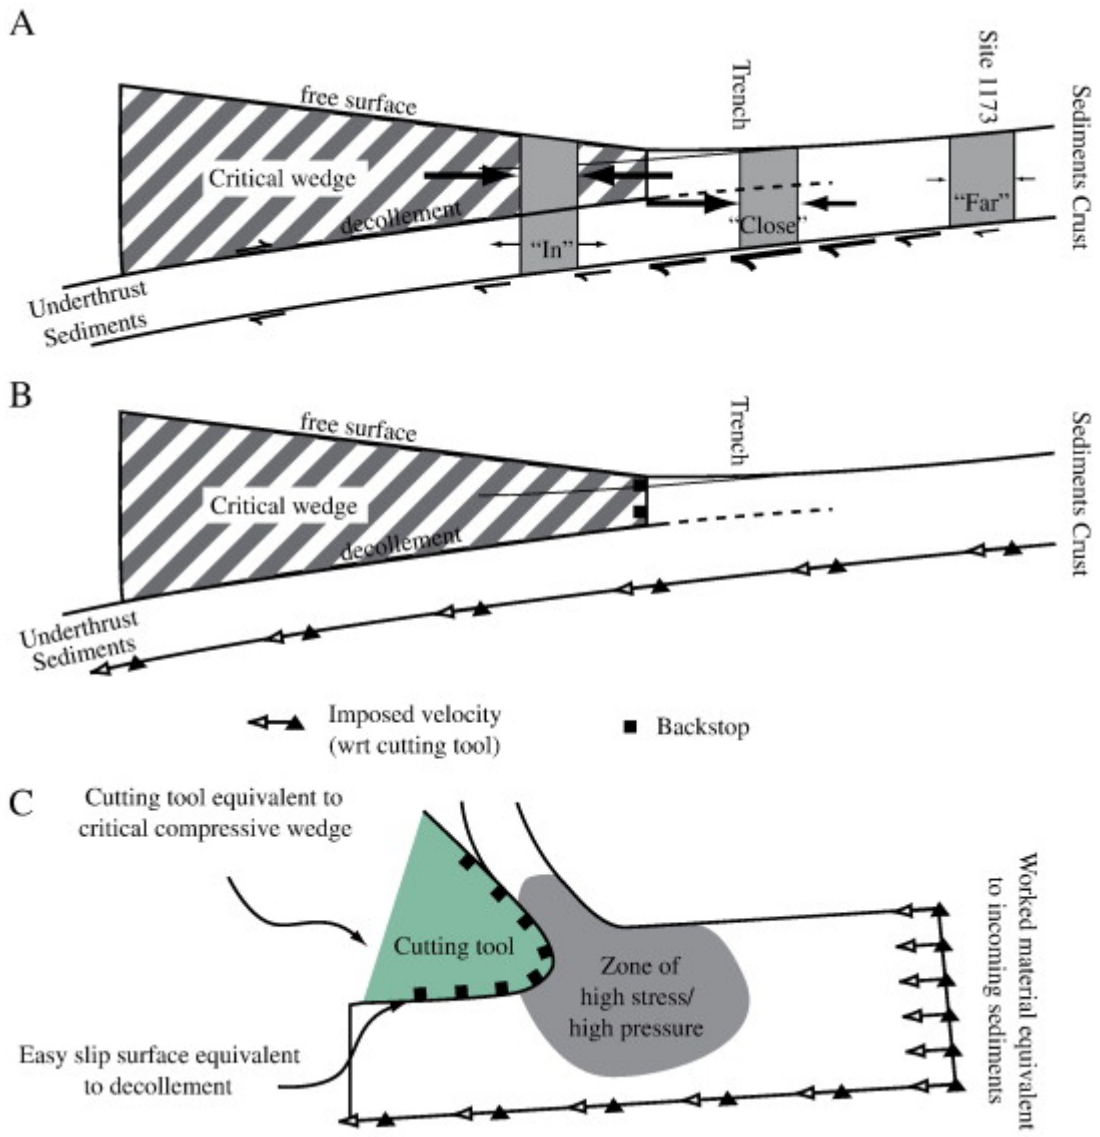 A
free surface
Trench
Site 1173
Sediments Crust
Critical wedge
decollement
“In”
“Close”
“Far”
Underthrust
Sediments
B
free surface
Trench
Sediments Crust
Critical wedge
decollement
Underthrust
Sediments
Imposed velocity
(wrt cutting tool)
Backstop
C
Cutting tool equivalent to
critical compressive wedge
Cutting tool
Zone of
high stress/
high pressure
Worked material equivalent
to incoming sediments
Easy slip surface equivalent
to decollement